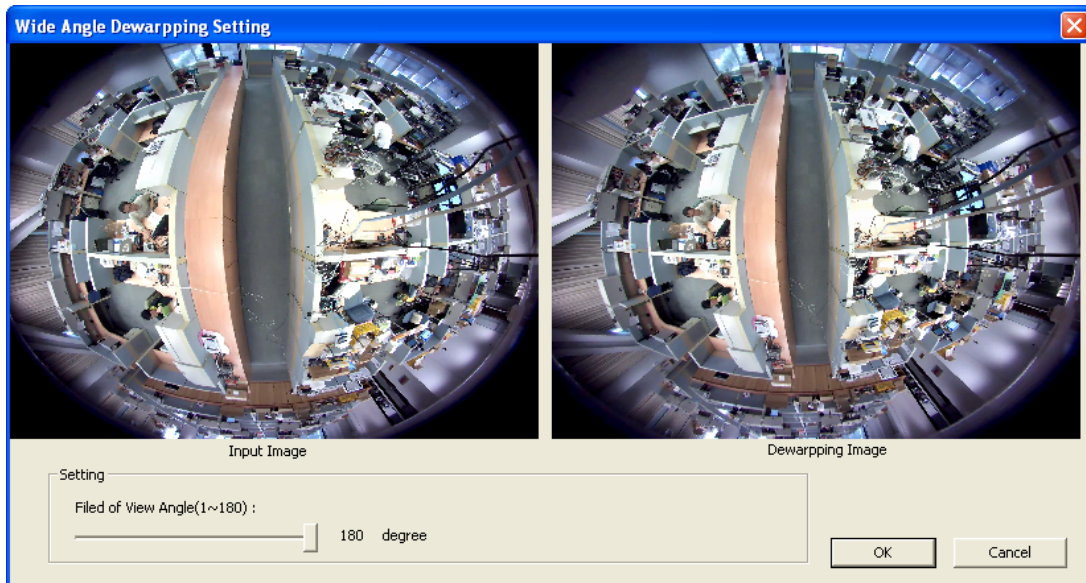 Wide Angle Dewarpping Setting
Input Image
Dewarpping Image
Setting
Filed of View Angle(1~180) :
180 degree
OK
Cancel